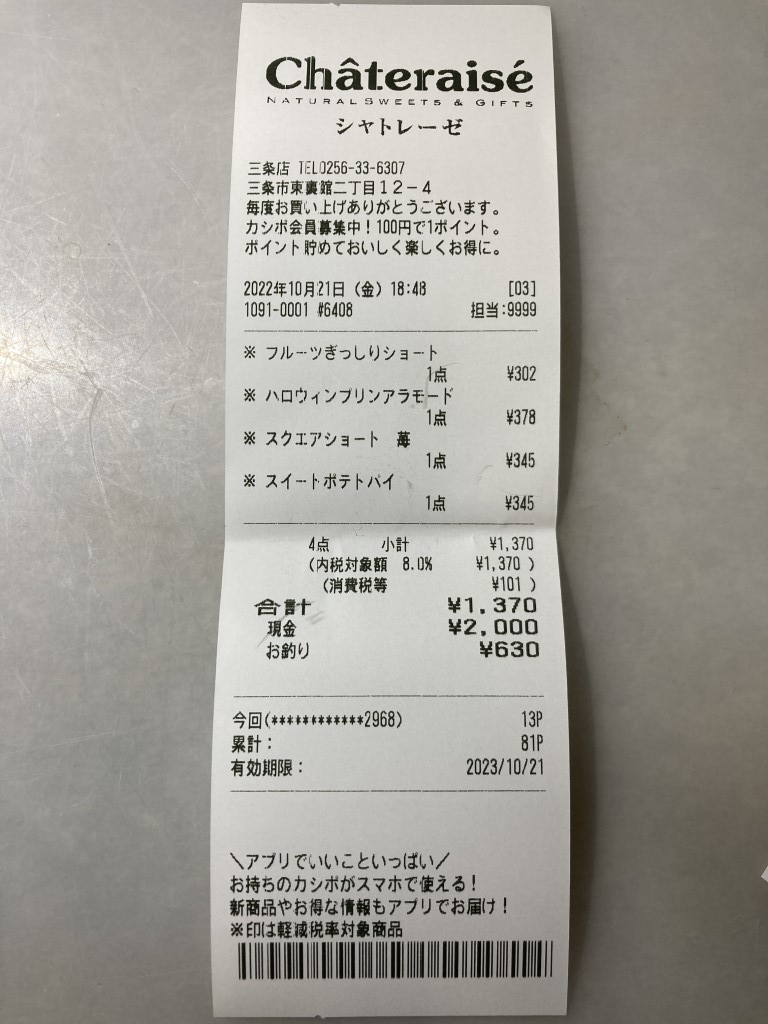 Châteraisé
NATURAL SWEETS & GIFTS
シャトレーゼ
三条店 TEL0256-33-6307
三条市東裏館二丁目12-4
毎度お買い上げありがとうございます。
カシポ会員募集中!100円で1ポイント。
ポイント貯めておいしく楽しくお得に。
2022年10月21日(金)18:48 [03]
1091-0001 #6408 担当:9999
※ フルーツぎっしりショート
1点 ¥302
※ ハロウィンプリンアラモード
1点 ¥378
※ スクエアショート 苺
1点 ¥345
※ スイートポテトパイ
1点 ¥345
4点 小計 ¥1,370
(内税対象額 8.0% ¥1,370 )
(消費税等 ¥101 )
合計 ¥1,370
現金 ¥2,000
お釣り ¥630
今回(************2968) 13P
累計: 81P
有効期限: 2023/10/21
\アプリでいいこといっぱい/
お持ちのカシポがスマホで使える!
新商品やお得な情報もアプリでお届け!
※印は軽減税率対象商品